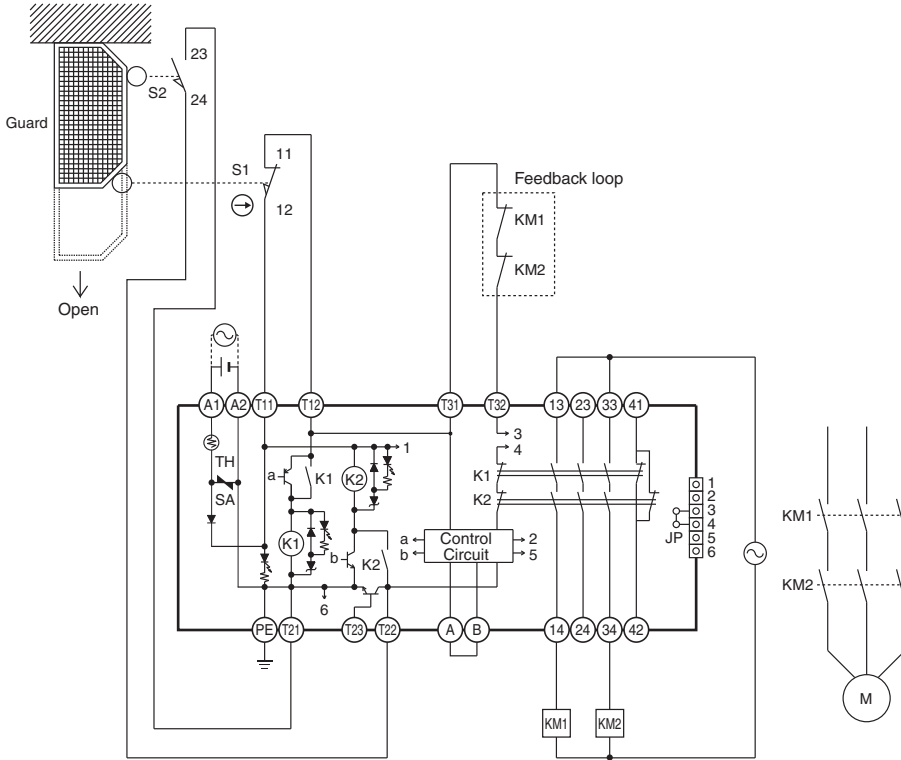 23
S2
24
Guard
11
S1
12
Feedback loop
KM1
KM2
Open
A1 A2 T11 T12 T31 T32 13 23 33 41
3
1
4
TH
a
K1
K2
K1
SA
K2
1
2
3
4
5
6
JP
KM1
K1
b
K2
a
b
Control
Circuit
2
5
KM2
6
PE T21 T23 T22 A B 14 24 34 42
KM1 KM2
M